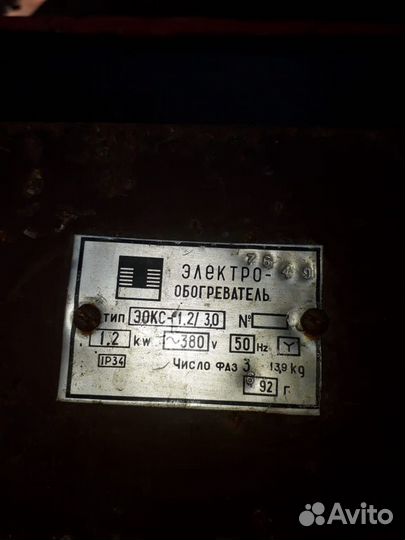 7549
ЭЛЕКТРО-
ОБОГРЕВАТЕЛЬ
ТИП ЭОКС- 1.2/3,0 №
1.2 kw ~380 V 50 Hz Y
IP34 ЧИСЛО ФАЗ 3 13,9 kg
92 Г.
Avito